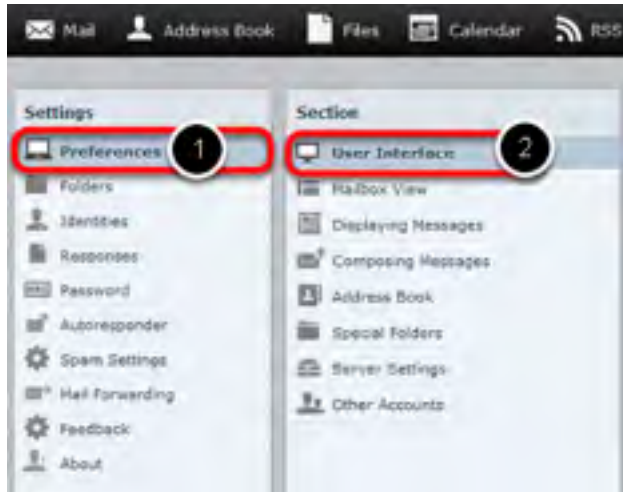 Mail Address Book Files Calendar RSS
Settings
Preferences 1
Folders
Identities
Responses
Password
Autoresponder
Spam Settings
Mail Forwarding
Feedback
About
Section
User Interface 2
Mailbox View
Displaying Messages
Composing Messages
Address Book
Special Folders
Server Settings
Other Accounts